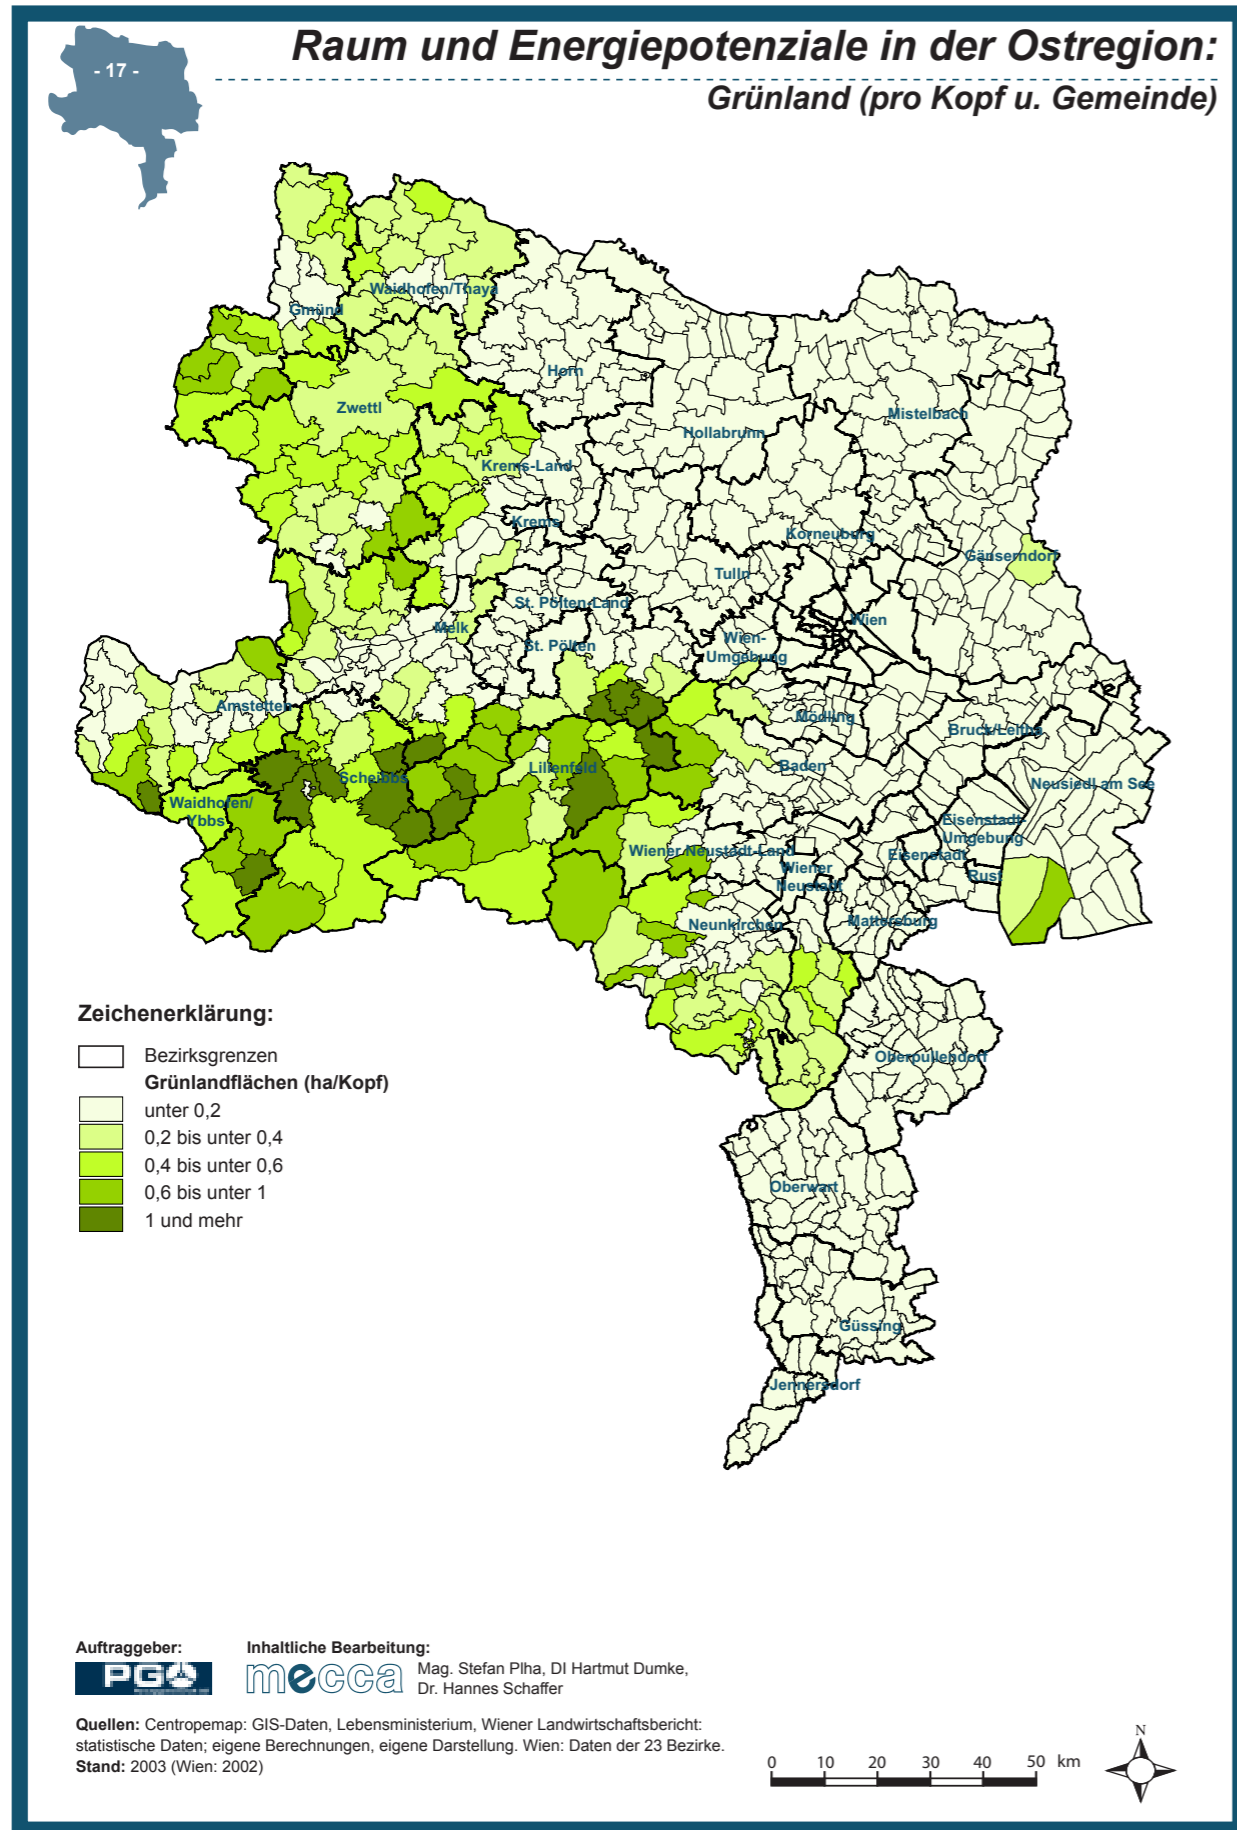 - 17 -
Raum und Energiepotenziale in der Ostregion:
Grünland (pro Kopf u. Gemeinde)
Waidhofen/Thaya
Gmünd
Horn
Zwettl
Mistelbach
Hollabrunn
Krems-Land
Krems
Korneuburg
Gänserndorf
Tulln
St. Pölten-Land
Wien
Melk
St. Pölten
Wien-
Umgebung
Amstetten
Mödling
Bruck/Leitha
Baden
Lilienfeld
Scheibbs
Neusiedl am See
Waidhofen/
Ybbs
Eisenstadt-
Umgebung
Wiener Neustadt-Land
Eisenstadt
Wiener
Neustadt
Rust
Neunkirchen
Mattersburg
Oberpullendorf
Oberwart
Güssing
Jennersdorf
Zeichenerklärung:
Bezirksgrenzen
Grünlandflächen (ha/Kopf)
unter 0,2
0,2 bis unter 0,4
0,4 bis unter 0,6
0,6 bis unter 1
1 und mehr
Auftraggeber:
PGO
Inhaltliche Bearbeitung:
mecca
Mag. Stefan Plha, DI Hartmut Dumke,
Dr. Hannes Schaffer
Quellen: Centropemap: GIS-Daten, Lebensministerium, Wiener Landwirtschaftsbericht:
statistische Daten; eigene Berechnungen, eigene Darstellung. Wien: Daten der 23 Bezirke.
Stand: 2003 (Wien: 2002)
0 10 20 30 40 50 km
N